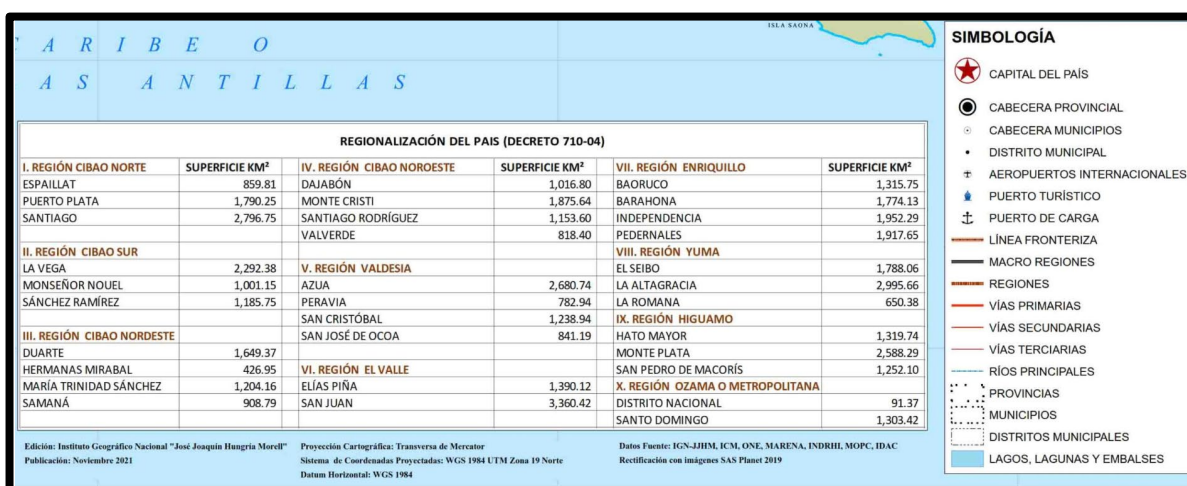 ISLA SAONA
C A R I B E O
A S A N T I L L A S
REGIONALIZACIÓN DEL PAIS (DECRETO 710-04)
I. REGIÓN CIBAO NORTE SUPERFICIE KM² IV. REGIÓN CIBAO NOROESTE SUPERFICIE KM² VII. REGIÓN ENRIQUILLO SUPERFICIE KM²
ESPAILLAT 859.81 DAJABÓN 1,016.80 BAORUCO 1,315.75
PUERTO PLATA 1,790.25 MONTE CRISTI 1,875.64 BARAHONA 1,774.13
SANTIAGO 2,796.75 SANTIAGO RODRÍGUEZ 1,153.60 INDEPENDENCIA 1,952.29
VALVERDE 818.40 PEDERNALES 1,917.65
II. REGIÓN CIBAO SUR VIII. REGIÓN YUMA
LA VEGA 2,292.38 V. REGIÓN VALDESIA EL SEIBO 1,788.06
MONSEÑOR NOUEL 1,001.15 AZUA 2,680.74 LA ALTAGRACIA 2,995.66
SÁNCHEZ RAMÍREZ 1,185.75 PERAVIA 782.94 LA ROMANA 650.38
SAN CRISTÓBAL 1,238.94 IX. REGIÓN HIGUAMO
III. REGIÓN CIBAO NORDESTE SAN JOSÉ DE OCOA 841.19 HATO MAYOR 1,319.74
DUARTE 1,649.37 MONTE PLATA 2,588.29
HERMANAS MIRABAL 426.95 VI. REGIÓN EL VALLE SAN PEDRO DE MACORÍS 1,252.10
MARÍA TRINIDAD SÁNCHEZ 1,204.16 ELÍAS PIÑA 1,390.12 X. REGIÓN OZAMA O METROPOLITANA
SAMANÁ 908.79 SAN JUAN 3,360.42 DISTRITO NACIONAL 91.37
SANTO DOMINGO 1,303.42
Edición: Instituto Geográfico Nacional "José Joaquín Hungría Morell"
Publicación: Noviembre 2021
Proyección Cartográfica: Transversa de Mercator
Sistema de Coordenadas Proyectadas: WGS 1984 UTM Zona 19 Norte
Datum Horizontal: WGS 1984
Datos Fuente: IGN-JJHM, ICM, ONE, MARENA, INDRHI, MOPC, IDAC
Rectificación con imágenes SAS Planet 2019
SIMBOLOGÍA
CAPITAL DEL PAÍS
CABECERA PROVINCIAL
CABECERA MUNICIPIOS
DISTRITO MUNICIPAL
AEROPUERTOS INTERNACIONALES
PUERTO TURÍSTICO
PUERTO DE CARGA
LÍNEA FRONTERIZA
MACRO REGIONES
REGIONES
VÍAS PRIMARIAS
VÍAS SECUNDARIAS
VÍAS TERCIARIAS
RÍOS PRINCIPALES
PROVINCIAS
MUNICIPIOS
DISTRITOS MUNICIPALES
LAGOS, LAGUNAS Y EMBALSES